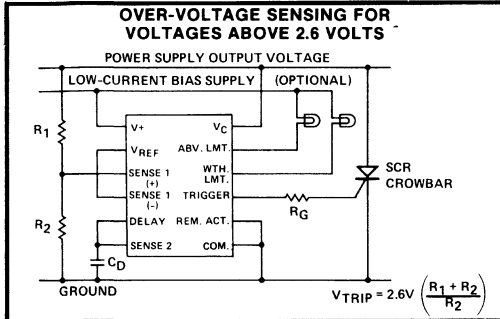 OVER-VOLTAGE SENSING FOR
VOLTAGES ABOVE 2.6 VOLTS
POWER SUPPLY OUTPUT VOLTAGE
LOW-CURRENT BIAS SUPPLY (OPTIONAL)
R1
V+
VC
VREF
ABV. LMT.
SENSE 1
(+)
WTH.
LMT.
SENSE 1
(-)
TRIGGER
RG
SCR
CROWBAR
R2
DELAY
REM. ACT.
SENSE 2
COM.
CD
GROUND
VTRIP = 2.6V (R1 + R2 / R2)